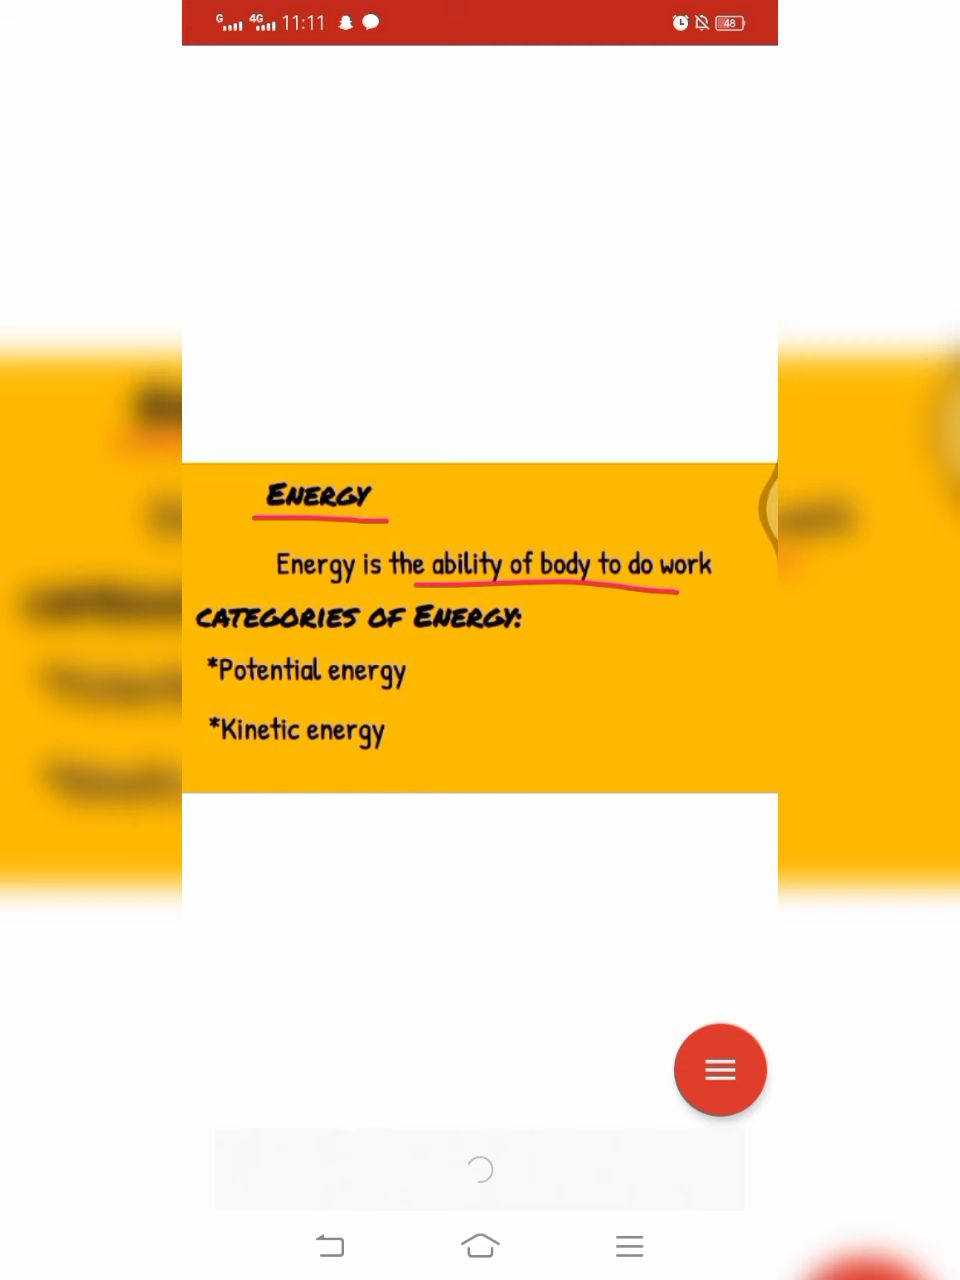 G 4G 11:11 48
Energy
Energy is the ability of body to do work
categories of Energy:
*Potential energy
*Kinetic energy